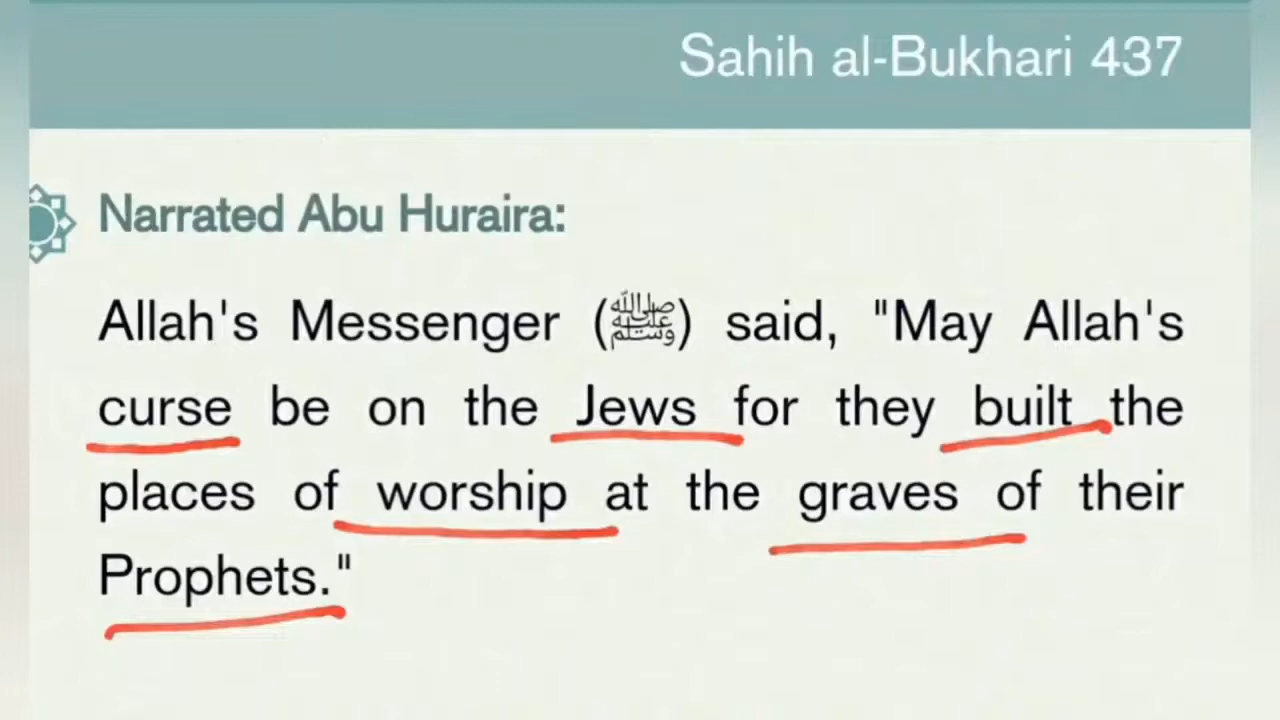 Sahih al-Bukhari 437
Narrated Abu Huraira:
Allah's Messenger (ﷺ) said, "May Allah's
curse be on the Jews for they built the
places of worship at the graves of their
Prophets."